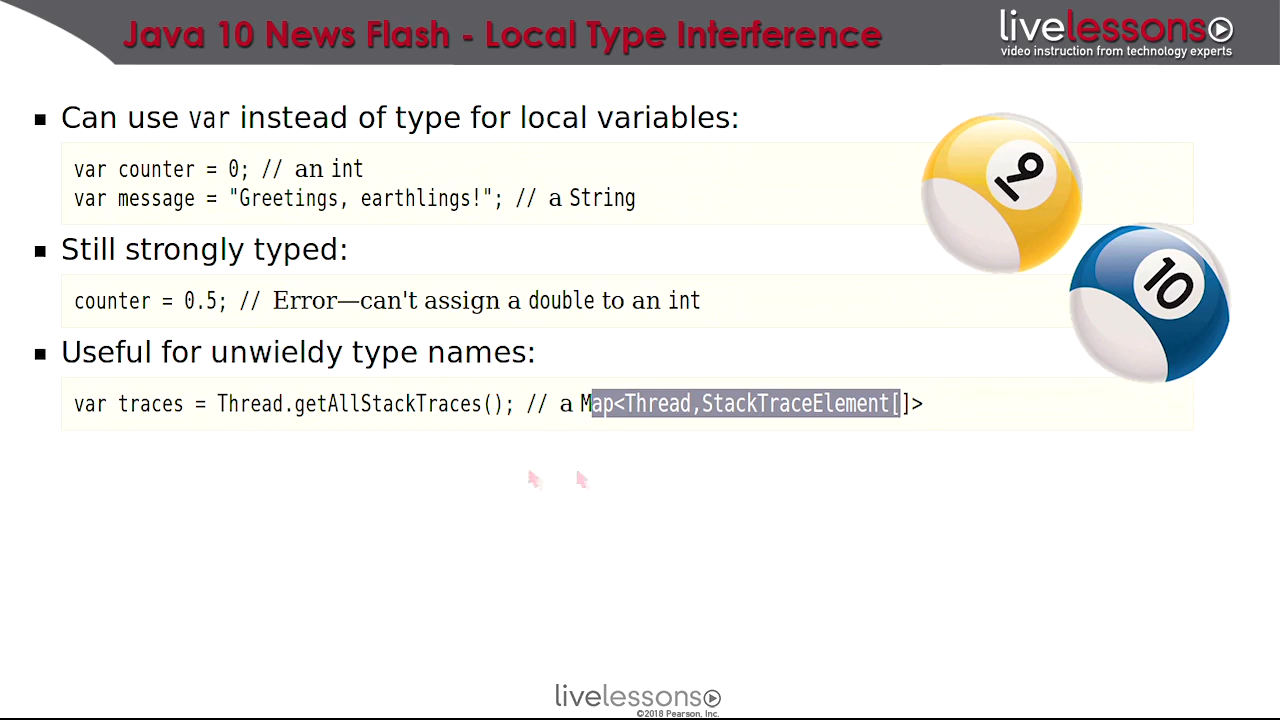 Java 10 News Flash - Local Type Interference
livelessons
video instruction from technology experts
Can use var instead of type for local variables:
var counter = 0; // an int
var message = "Greetings, earthlings!"; // a String
Still strongly typed:
counter = 0.5; // Error—can't assign a double to an int
Useful for unwieldy type names:
var traces = Thread.getAllStackTraces(); // a Map<Thread,StackTraceElement[]>
9
10
livelessons
©2018 Pearson, Inc.